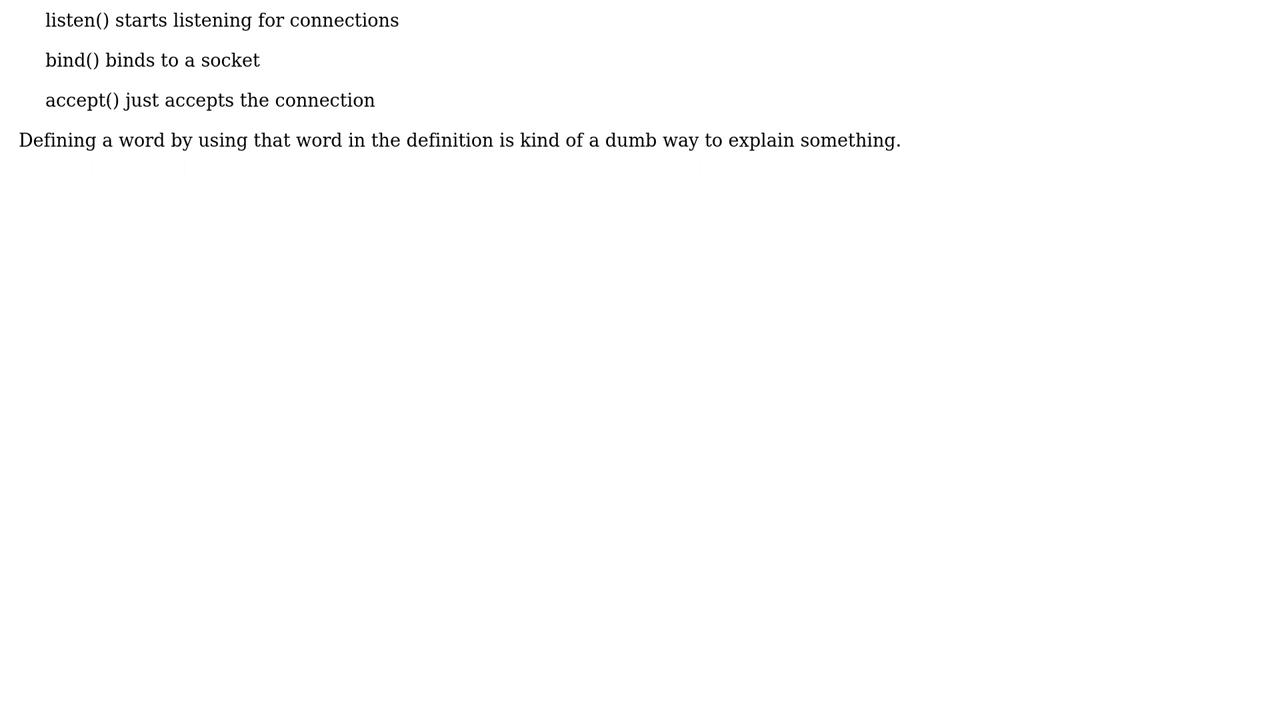 listen() starts listening for connections
bind() binds to a socket
accept() just accepts the connection
Defining a word by using that word in the definition is kind of a dumb way to explain something.